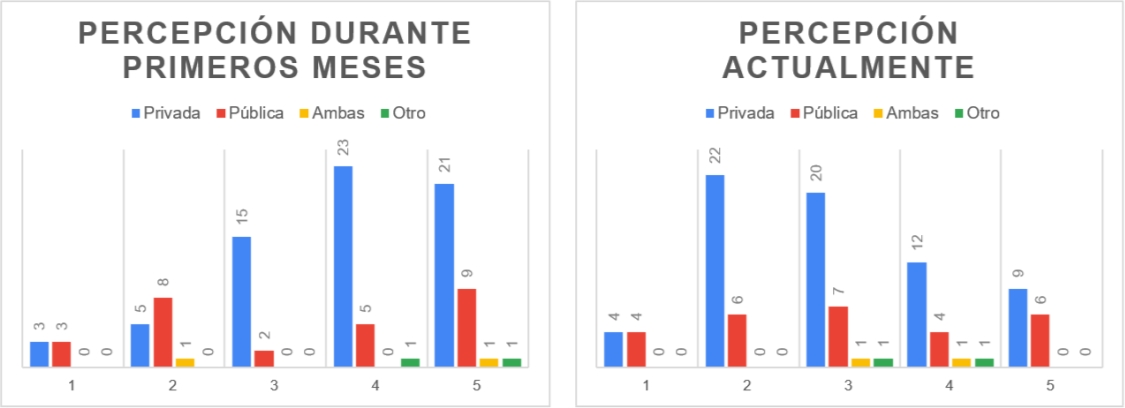 PERCEPCIÓN DURANTE
PRIMEROS MESES
Privada Pública Ambas Otro
3 3 0 0 5 8 1 0 15 2 0 0 23 5 0 1 21 9 1 1
1 2 3 4 5
PERCEPCIÓN
ACTUALMENTE
Privada Pública Ambas Otro
4 4 0 0 22 6 0 0 20 7 1 1 12 4 1 1 9 6 0 0
1 2 3 4 5